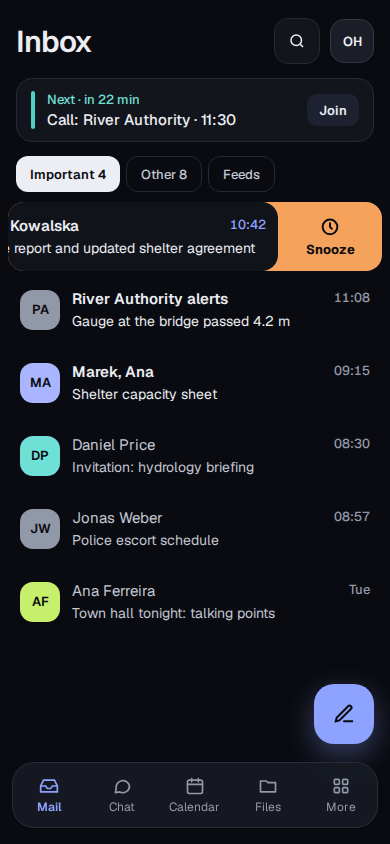 Inbox
OH
Next · in 22 min
Call: River Authority · 11:30
Join
Important 4
Other 8
Feeds
Kowalska
10:42
report and updated shelter agreement
Snooze
PA
River Authority alerts
11:08
Gauge at the bridge passed 4.2 m
MA
Marek, Ana
09:15
Shelter capacity sheet
DP
Daniel Price
08:30
Invitation: hydrology briefing
JW
Jonas Weber
08:57
Police escort schedule
AF
Ana Ferreira
Tue
Town hall tonight: talking points
Mail
Chat
Calendar
Files
More